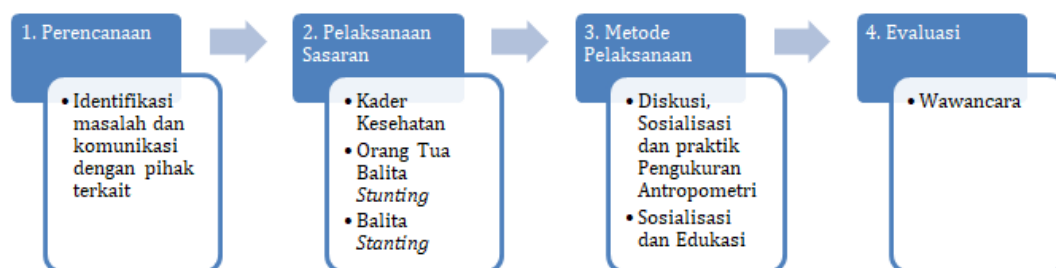 1. Perencanaan
• Identifikasi
masalah dan
komunikasi
dengan pihak
terkait
2. Pelaksanaan
Sasaran
• Kader
Kesehatan
• Orang Tua
Balita
Stunting
• Balita
Stanting
3. Metode
Pelaksanaan
• Diskusi,
Sosialisasi
dan praktik
Pengukuran
Antropometri
• Sosialisasi
dan Edukasi
4. Evaluasi
• Wawancara